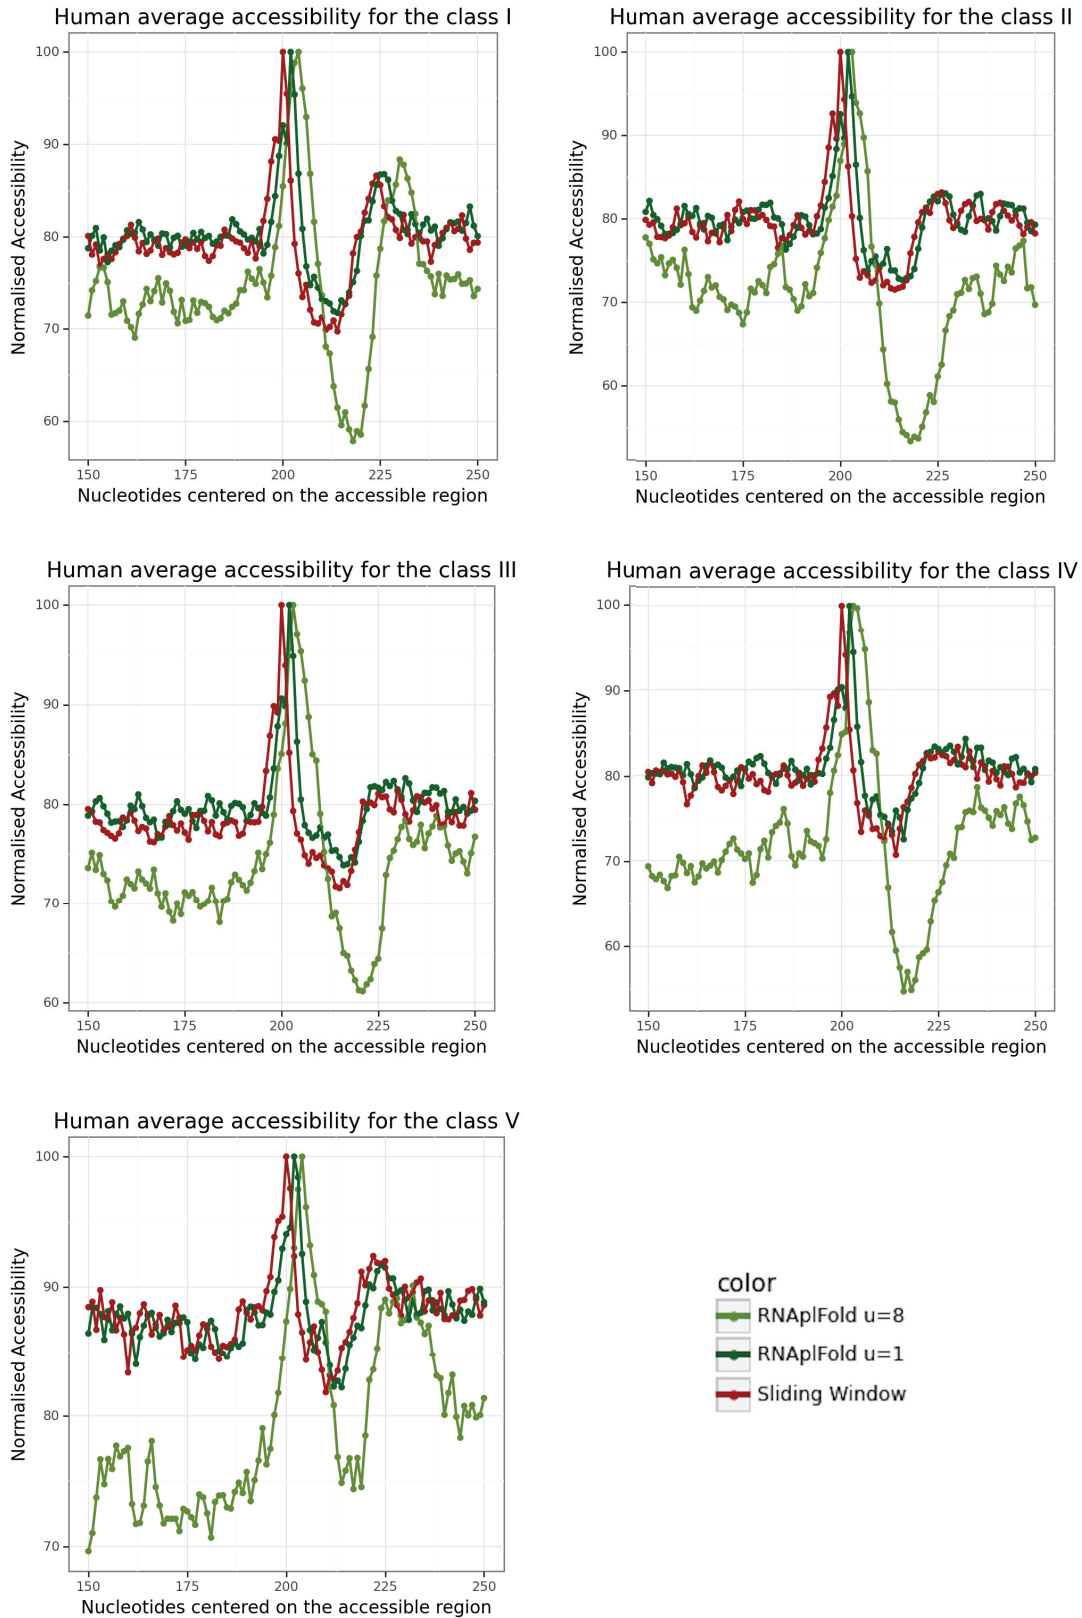 Human average accessibility for the class I
Normalised Accessibility
100
90
80
70
60
150 175 200 225 250
Nucleotides centered on the accessible region
Human average accessibility for the class II
Normalised Accessibility
100
90
80
70
60
150 175 200 225 250
Nucleotides centered on the accessible region
Human average accessibility for the class III
Normalised Accessibility
100
90
80
70
60
150 175 200 225 250
Nucleotides centered on the accessible region
Human average accessibility for the class IV
Normalised Accessibility
100
90
80
70
60
150 175 200 225 250
Nucleotides centered on the accessible region
Human average accessibility for the class V
Normalised Accessibility
100
90
80
70
150 175 200 225 250
Nucleotides centered on the accessible region
color
RNAplFold u=8
RNAplFold u=1
Sliding Window